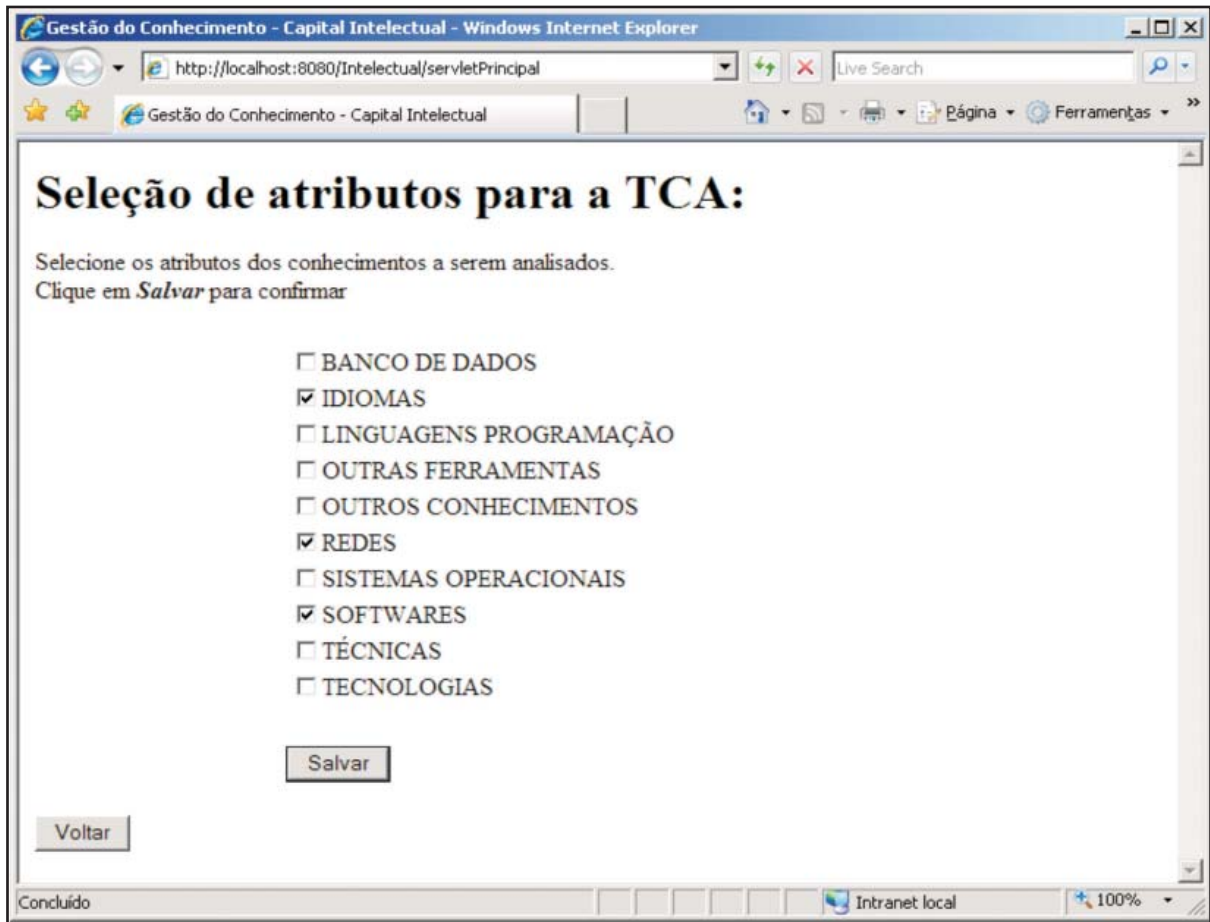 Gestão do Conhecimento - Capital Intelectual - Windows Internet Explorer
http://localhost:8080/Intelectual/servletPrincipal
Live Search
Gestão do Conhecimento - Capital Intelectual
Página
Ferramentas
Seleção de atributos para a TCA:
Selecione os atributos dos conhecimentos a serem analisados.
Clique em Salvar para confirmar
BANCO DE DADOS
IDIOMAS
LINGUAGENS PROGRAMAÇÃO
OUTRAS FERRAMENTAS
OUTROS CONHECIMENTOS
REDES
SISTEMAS OPERACIONAIS
SOFTWARES
TÉCNICAS
TECNOLOGIAS
Salvar
Voltar
Concluído
Intranet local
100%